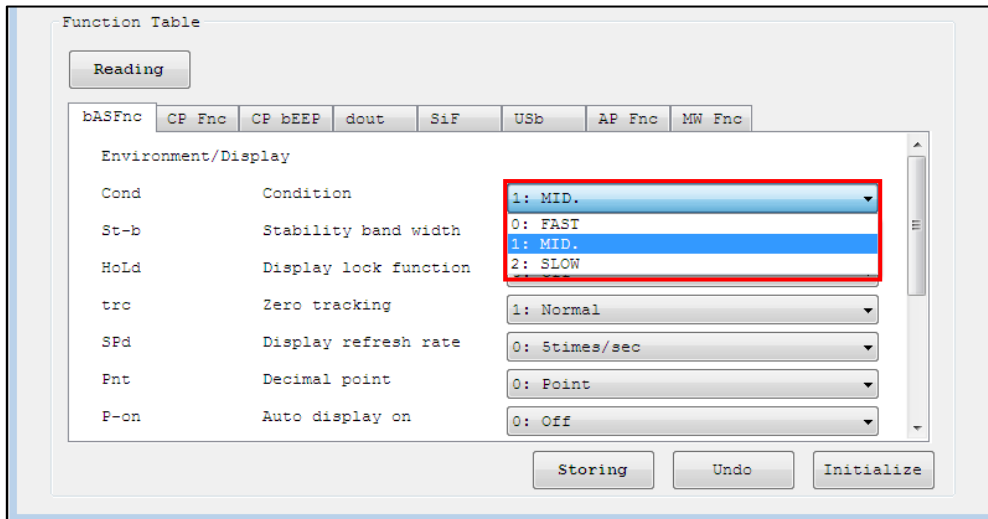 Function Table
Reading
bASFnc CP Fnc CP bEEP dout SiF USb AP Fnc MW Fnc
Environment/Display
Cond Condition 1: MID.
0: FAST
St-b Stability band width 1: MID.
HoLd Display lock function 2: SLOW
trc Zero tracking 1: Normal
SPd Display refresh rate 0: 5times/sec
Pnt Decimal point 0: Point
P-on Auto display on 0: Off
Storing Undo Initialize